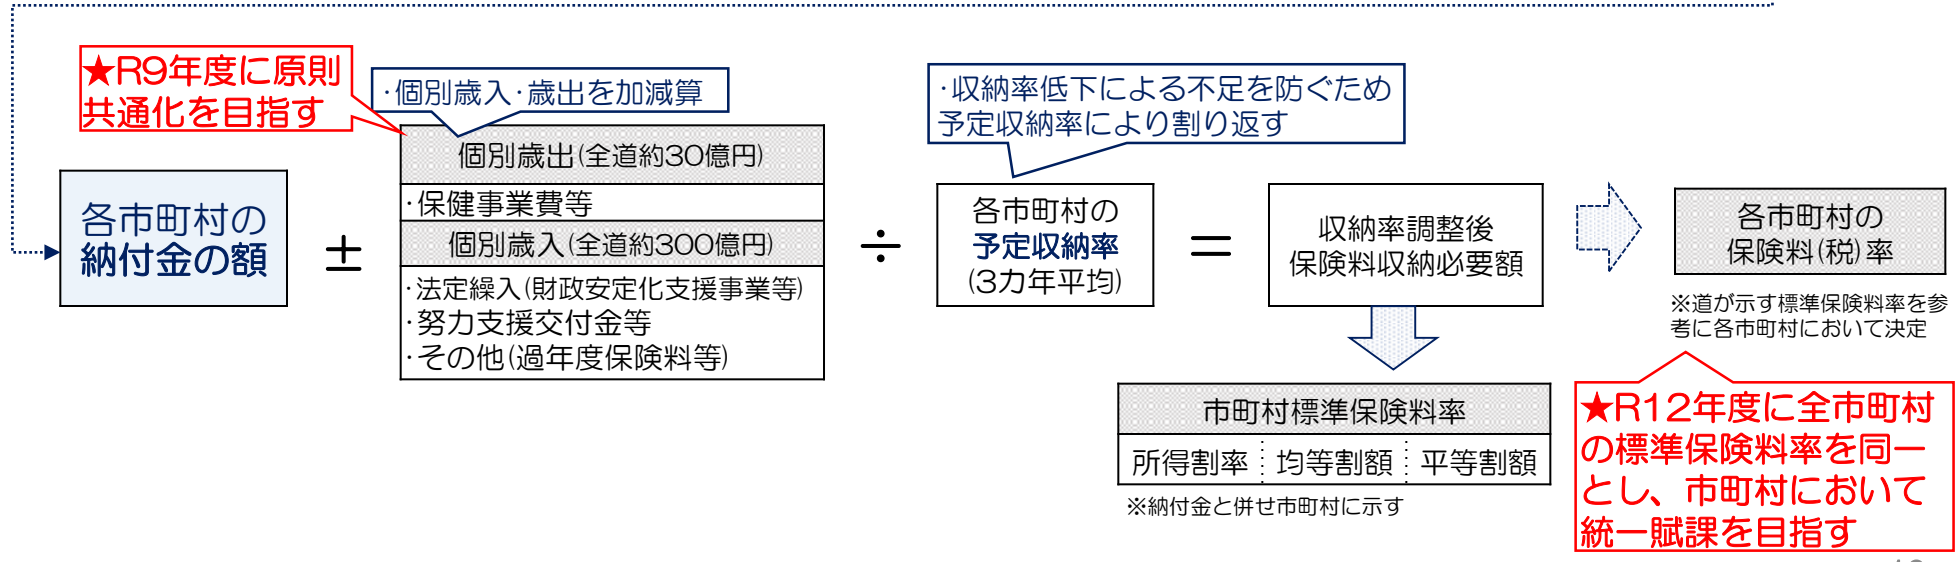 ★R9年度に原則
共通化を目指す
・個別歳入・歳出を加減算
・収納率低下による不足を防ぐため
予定収納率により割り返す
各市町村の
納付金の額
±
個別歳出(全道約30億円)
・保健事業費等
個別歳入(全道約300億円)
・法定繰入(財政安定化支援事業等)
・努力支援交付金等
・その他(過年度保険料等)
÷
各市町村の
予定収納率
(3カ年平均)
＝
収納率調整後
保険料収納必要額
各市町村の
保険料(税)率
※道が示す標準保険料率を参
考に各市町村において決定
市町村標準保険料率
所得割率 均等割額 平等割額
※納付金と併せ市町村に示す
★R12年度に全市町村
の標準保険料率を同一
とし、市町村において
統一賦課を目指す